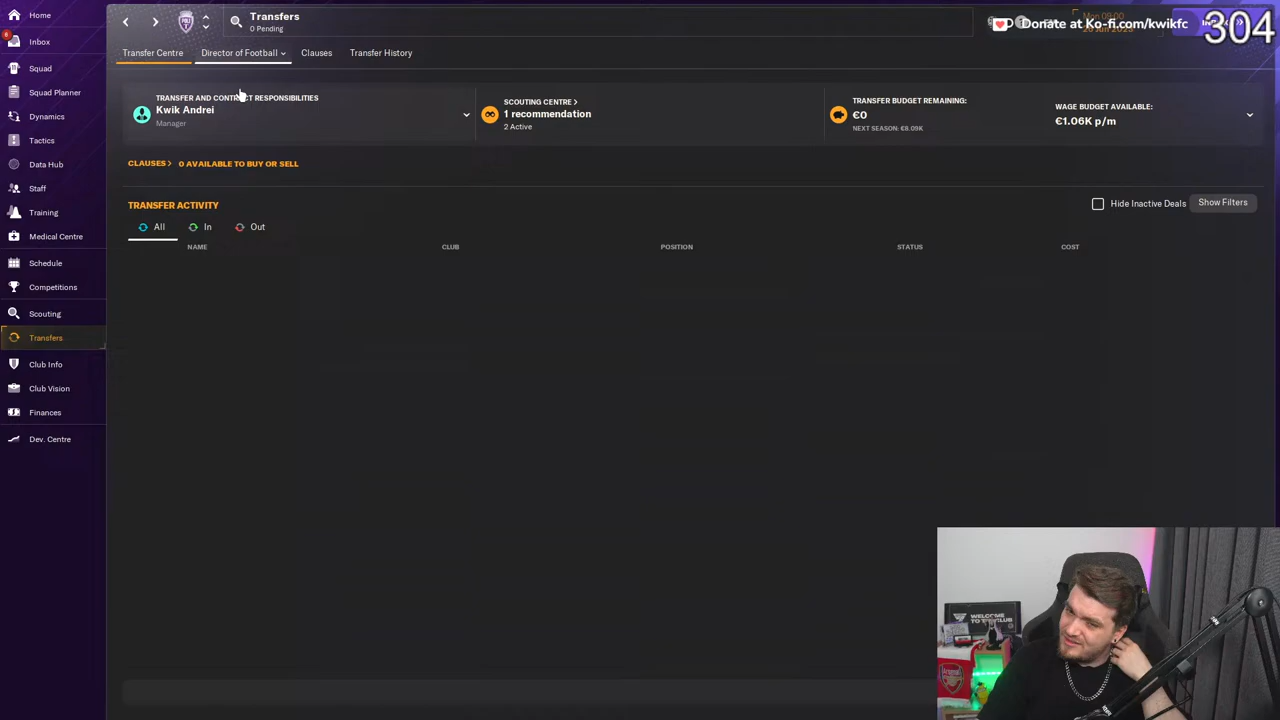 Home
6
Inbox
Squad
Squad Planner
Dynamics
Tactics
Data Hub
Staff
Training
Medical Centre
Schedule
Competitions
Scouting
Transfers
Club Info
Club Vision
Finances
Dev. Centre
Transfers
0 Pending
Donate at Ko-fi.com/kwikfc
304
Transfer Centre
Director of Football
Clauses
Transfer History
TRANSFER AND CONTRACT RESPONSIBILITIES
Kwik Andrei
Manager
SCOUTING CENTRE >
1 recommendation
2 Active
TRANSFER BUDGET REMAINING:
€0
NEXT SEASON: €8.09K
WAGE BUDGET AVAILABLE:
€1.06K p/m
CLAUSES > 0 AVAILABLE TO BUY OR SELL
TRANSFER ACTIVITY
Hide Inactive Deals
Show Filters
All
In
Out
NAME
CLUB
POSITION
STATUS
COST
WELCOME
Arsenal